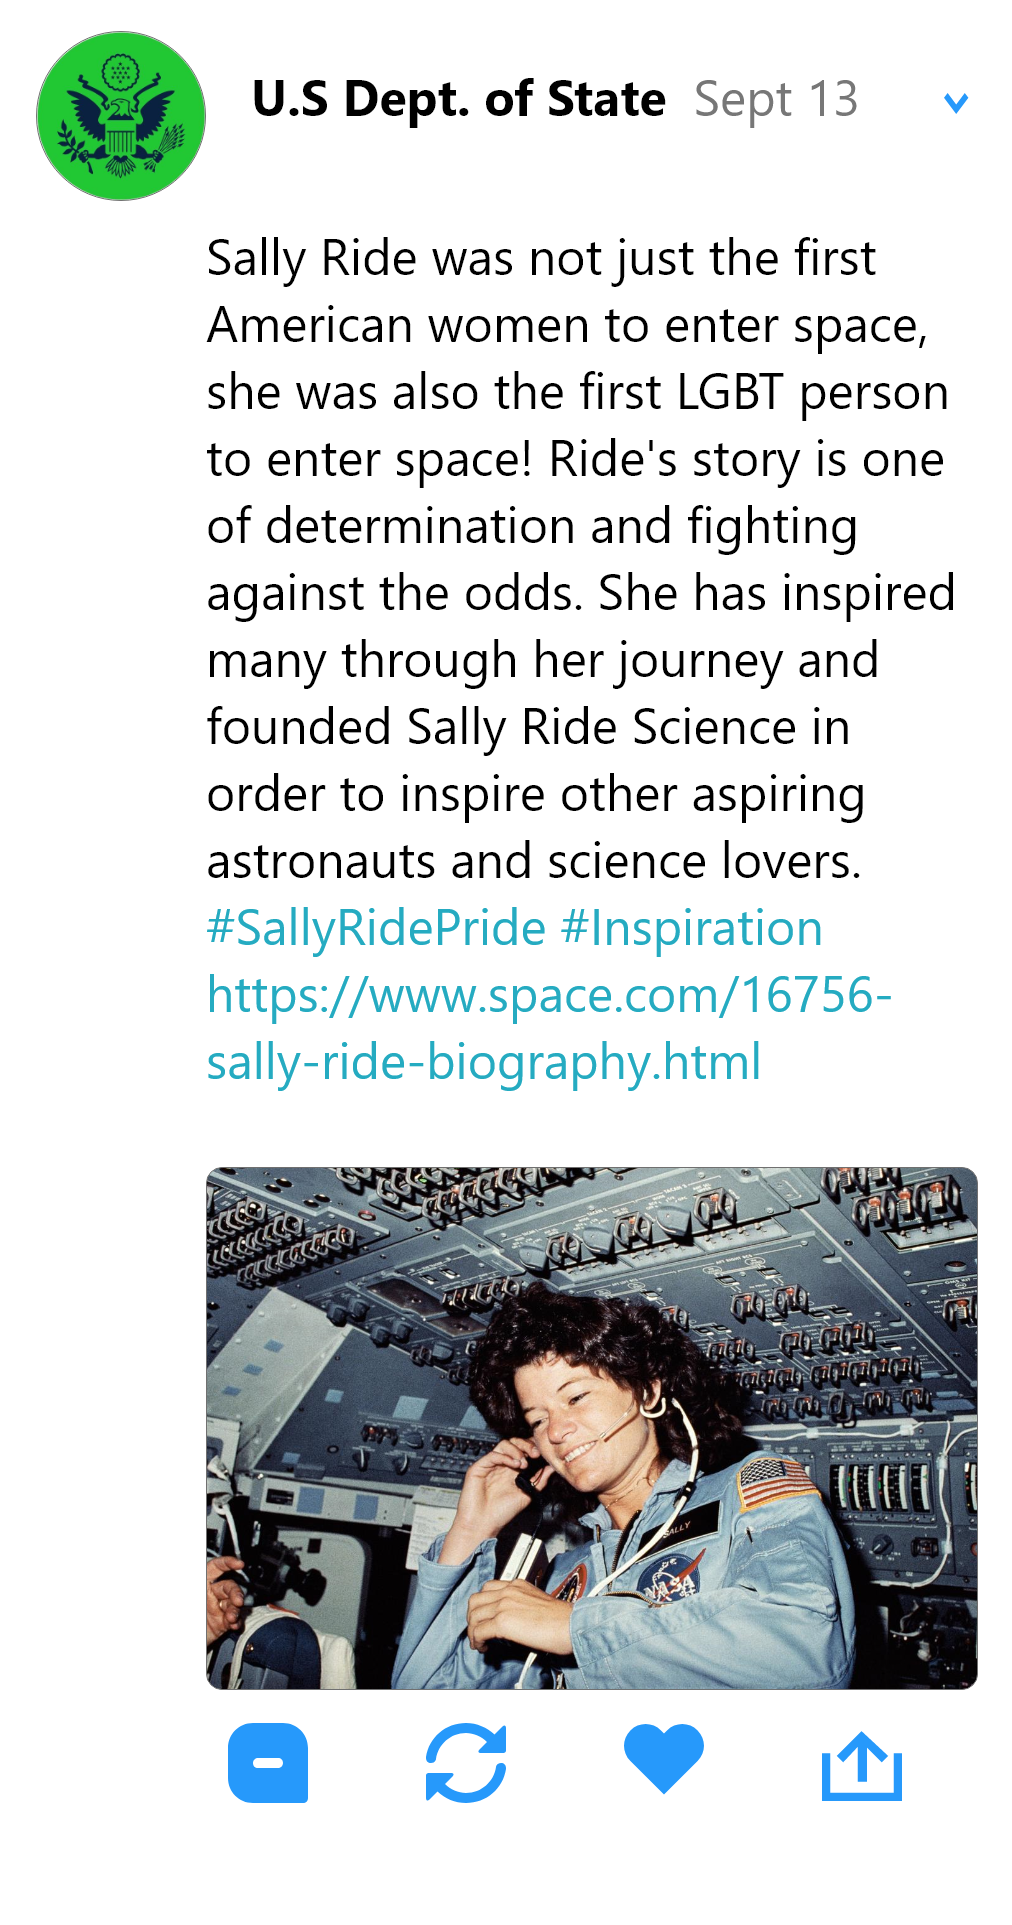 U.S Dept. of State Sept 13
Sally Ride was not just the first
American women to enter space,
she was also the first LGBT person
to enter space! Ride's story is one
of determination and fighting
against the odds. She has inspired
many through her journey and
founded Sally Ride Science in
order to inspire other aspiring
astronauts and science lovers.
#SallyRidePride #Inspiration
https://www.space.com/16756-
sally-ride-biography.html
SALLY
NASA